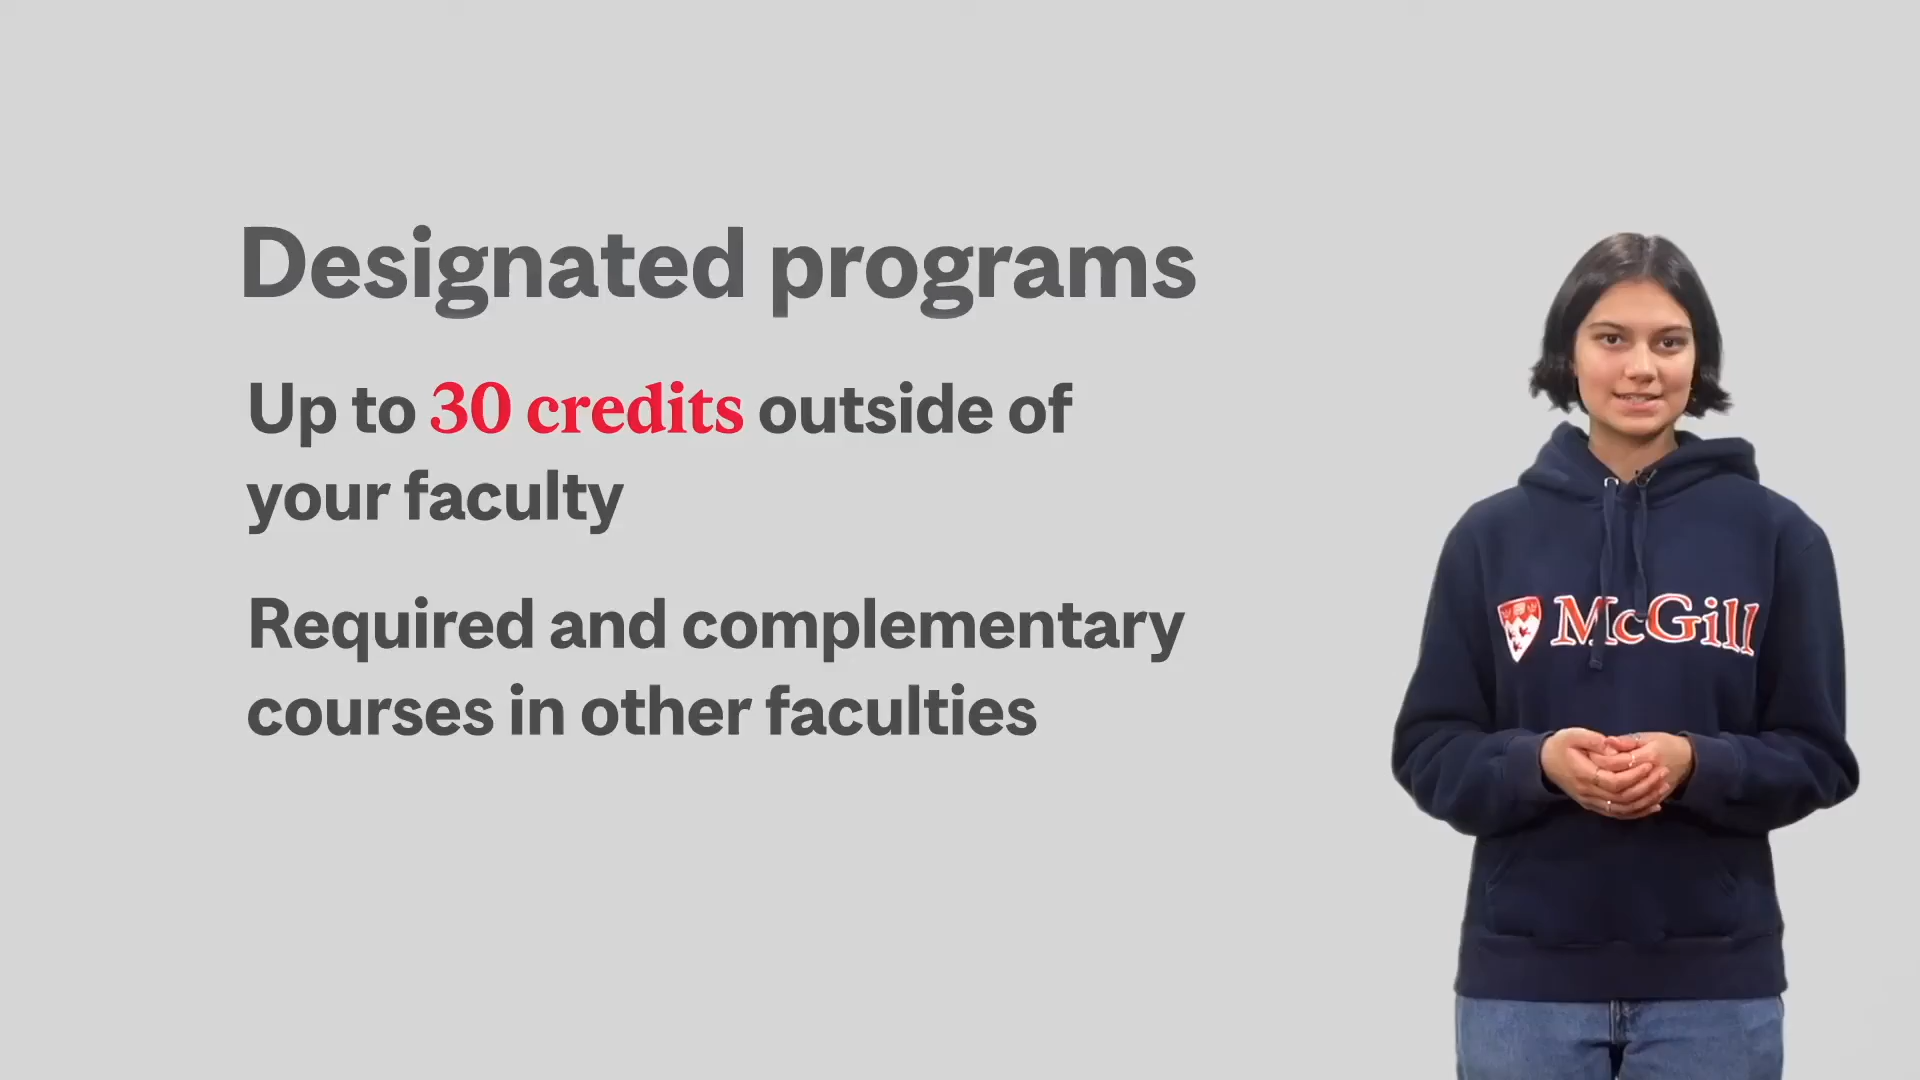 Designated programs
Up to 30 credits outside of
your faculty
Required and complementary
courses in other faculties
McGill